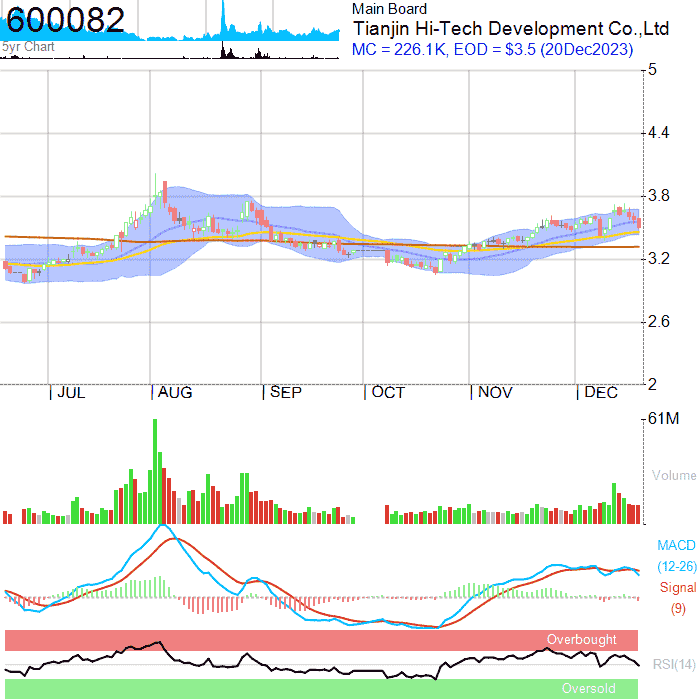 600082
5yr Chart
Main Board
Tianjin Hi-Tech Development Co.,Ltd
MC = 226.1K, EOD = $3.5 (20Dec2023)
5
4.4
3.8
3.2
2.6
2
| JUL | AUG | SEP | OCT | NOV | DEC
61M
Volume
MACD
(12-26)
Signal
(9)
Overbought
RSI(14)
Oversold